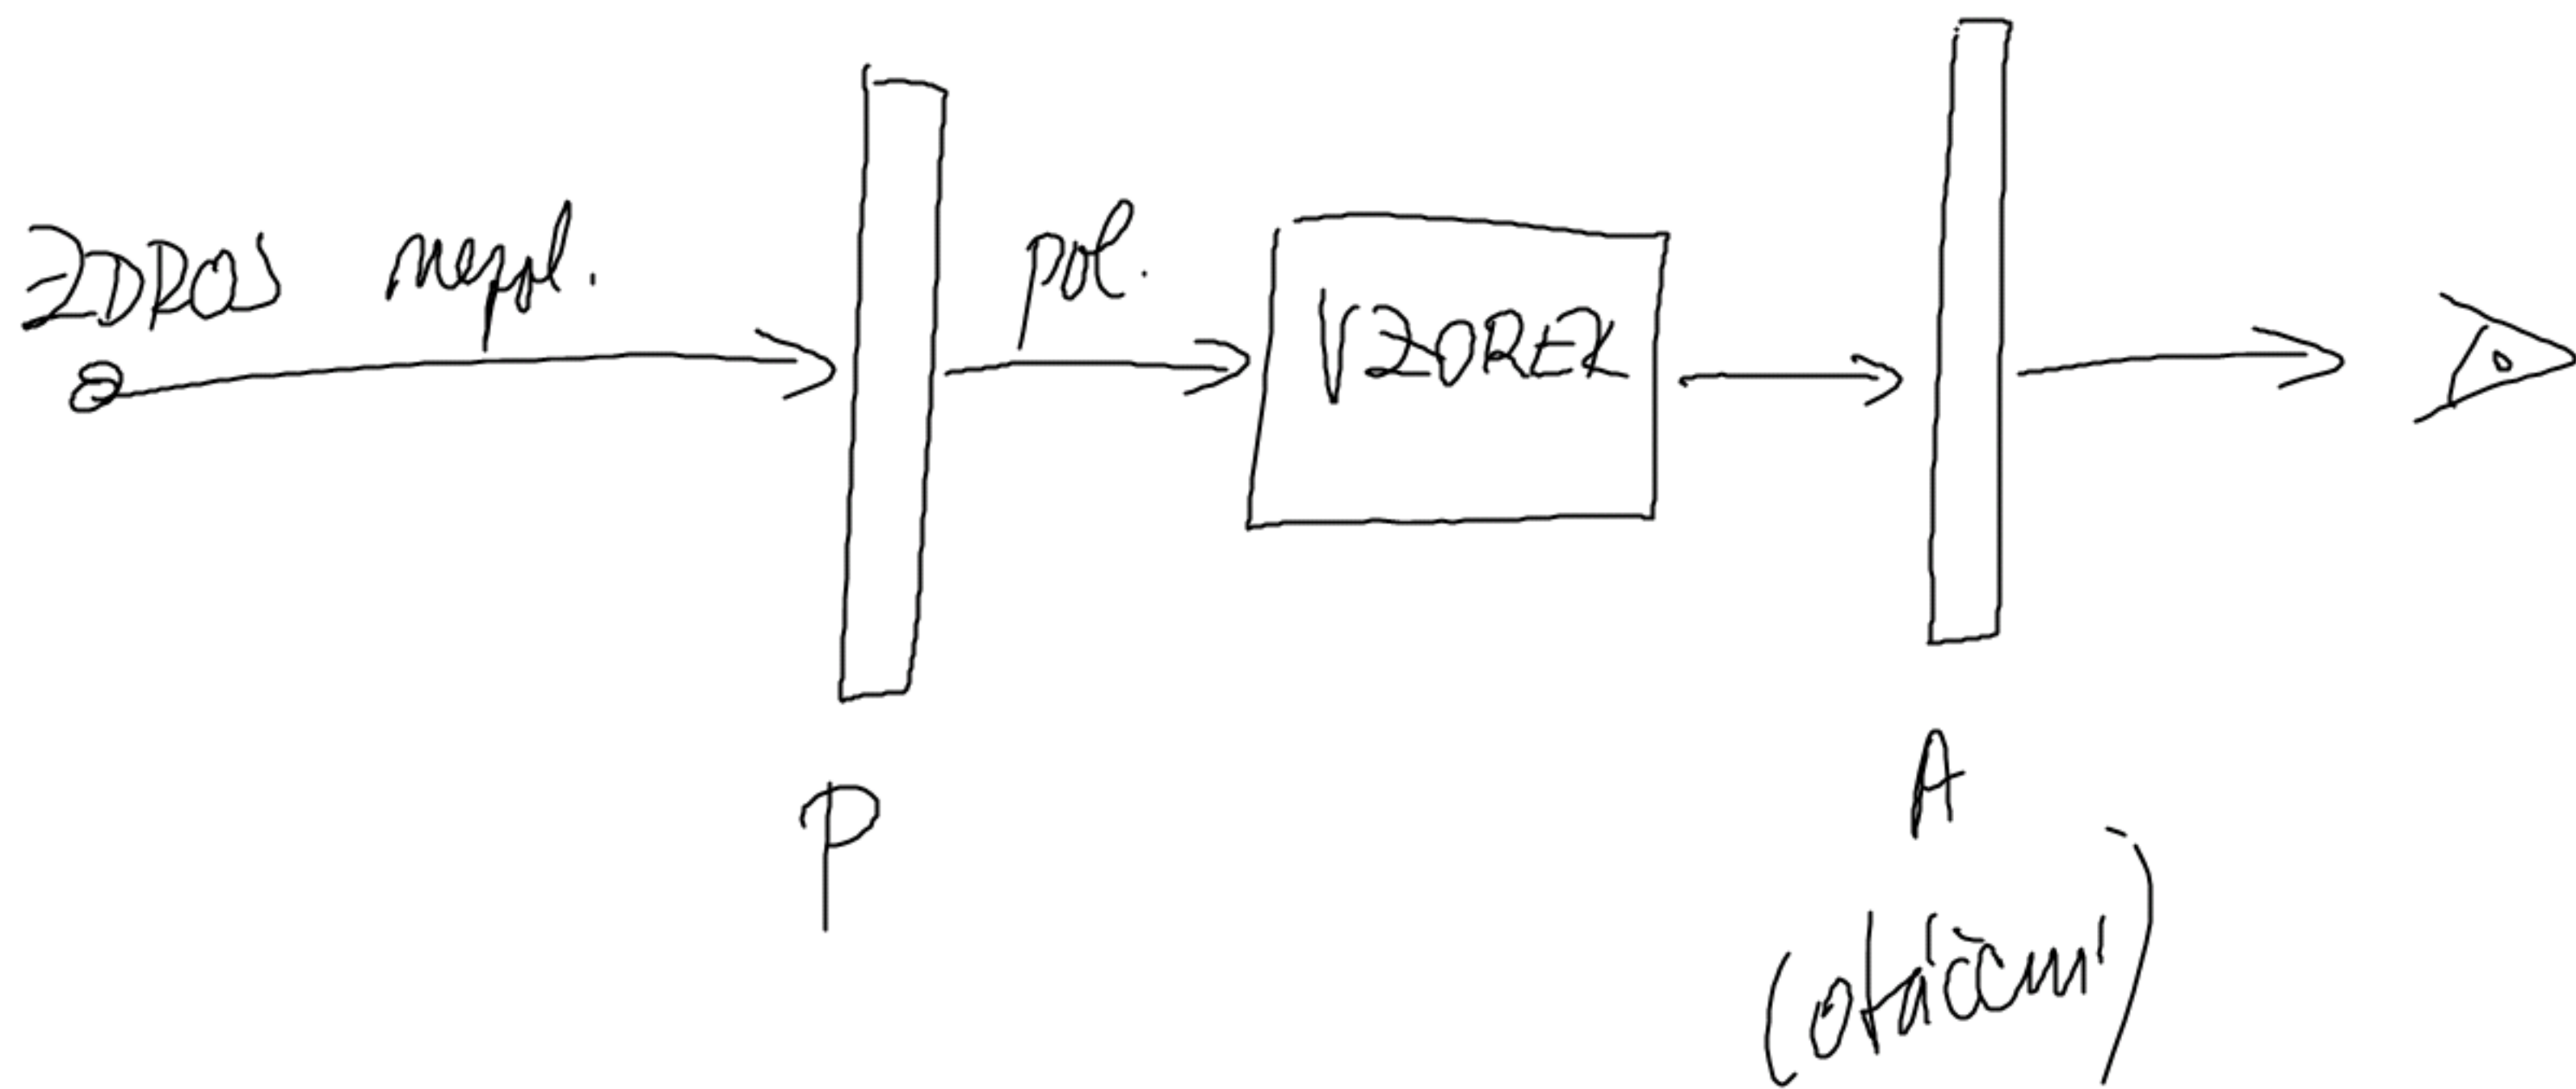 ZDROJ nepol.
pol.
VZOREK
P
A
(otáčení)